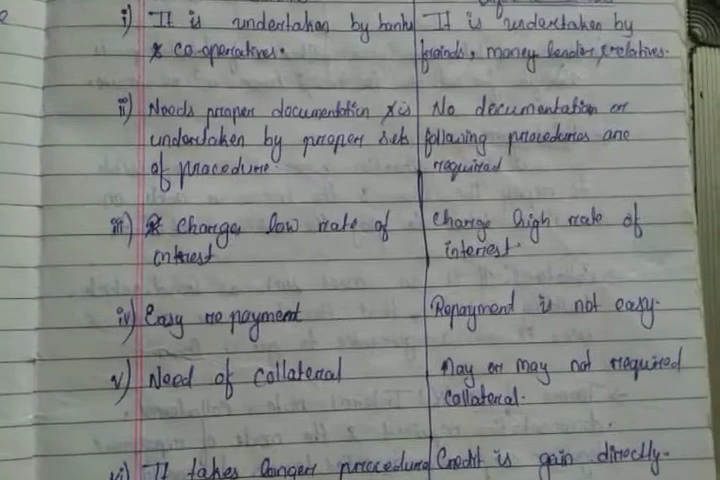 i) It is undertaken by banks It is undertaken by
& co-operatives. frainds, money lender, relatives.
ii) Needs proper documentation & is No documentation or
undertaken by proper sets following procedures are
of procedure. required
iii) Charges low rate of Charge high rate of
intrest interest.
iv) Easy repayment Repayment is not easy.
v) Need of collateral May or may not required
collateral.
vi) It takes longer procedure Credit is gain directly.